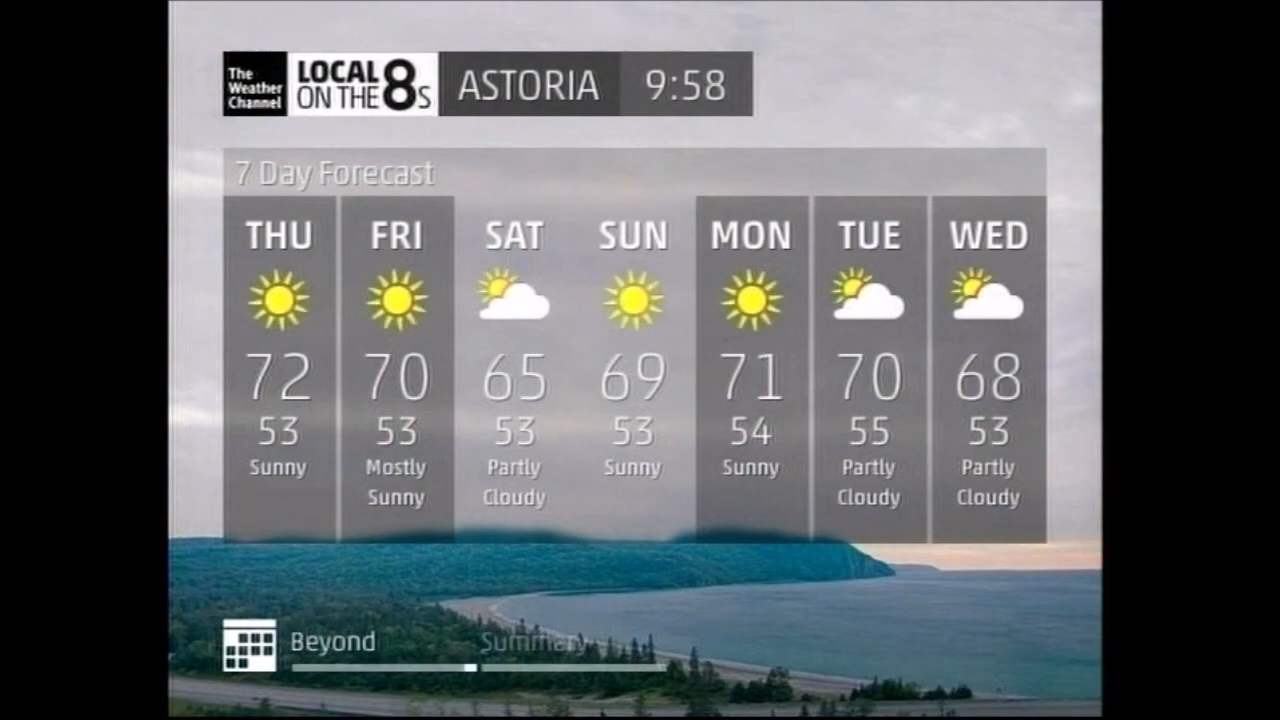 The
Weather
Channel
LOCAL
ON THE 8s
ASTORIA 9:58
7 Day Forecast
THU FRI SAT SUN MON TUE WED
72 70 65 69 71 70 68
53 53 53 53 54 55 53
Sunny Mostly Partly Sunny Sunny Partly Partly
Sunny Cloudy Cloudy Cloudy
Beyond Summary